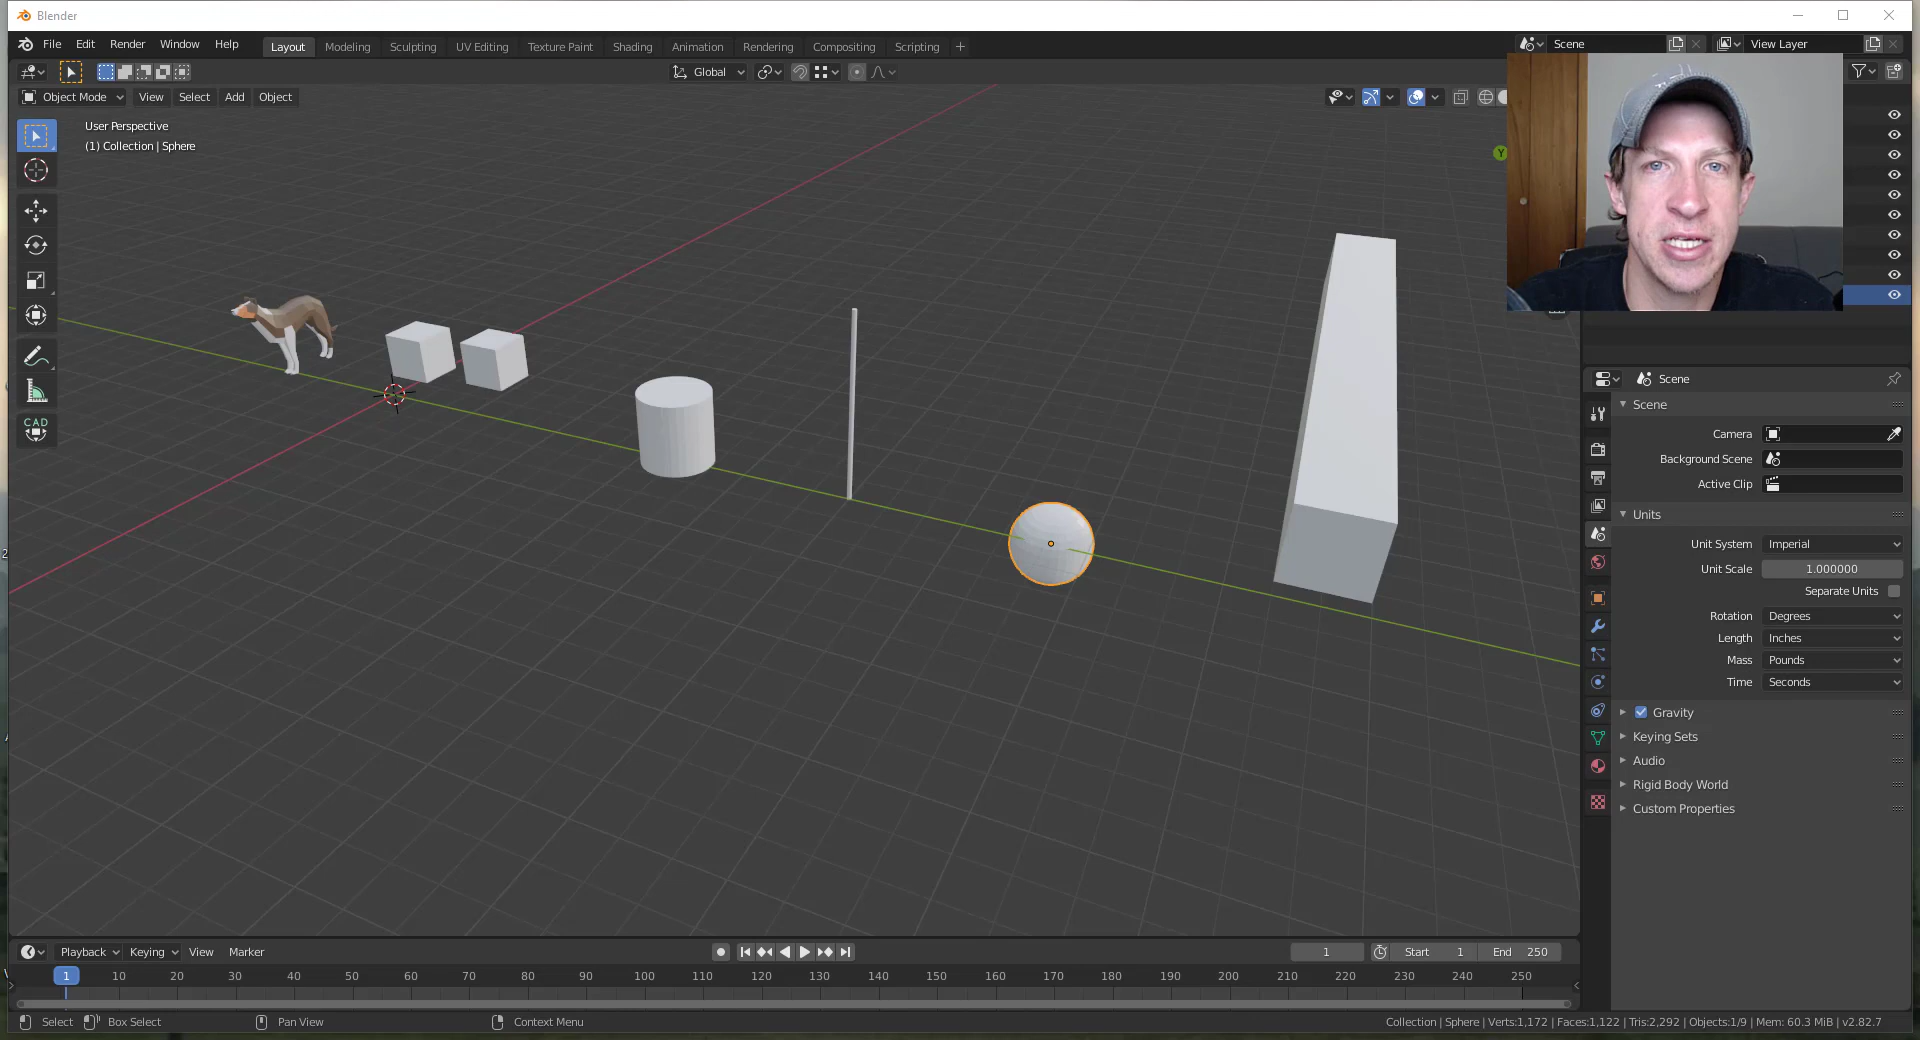 Blender
File Edit Render Window Help Layout Modeling Sculpting UV Editing Texture Paint Shading Animation Rendering Compositing Scripting + Scene View Layer
Global
Object Mode View Select Add Object
User Perspective
(1) Collection | Sphere
Y
CAD
Scene
Scene
Camera
Background Scene
Active Clip
Units
Unit System Imperial
Unit Scale 1.000000
Separate Units
Rotation Degrees
Length Inches
Mass Pounds
Time Seconds
Gravity
Keying Sets
Audio
Rigid Body World
Custom Properties
Playback Keying View Marker 1 Start 1 End 250
1 10 20 30 40 50 60 70 80 90 100 110 120 130 140 150 160 170 180 190 200 210 220 230 240 250
Select Box Select Pan View Context Menu Collection | Sphere | Verts:1,172 | Faces:1,122 | Tris:2,292 | Objects:1/9 | Mem: 60.3 MiB | v2.82.7